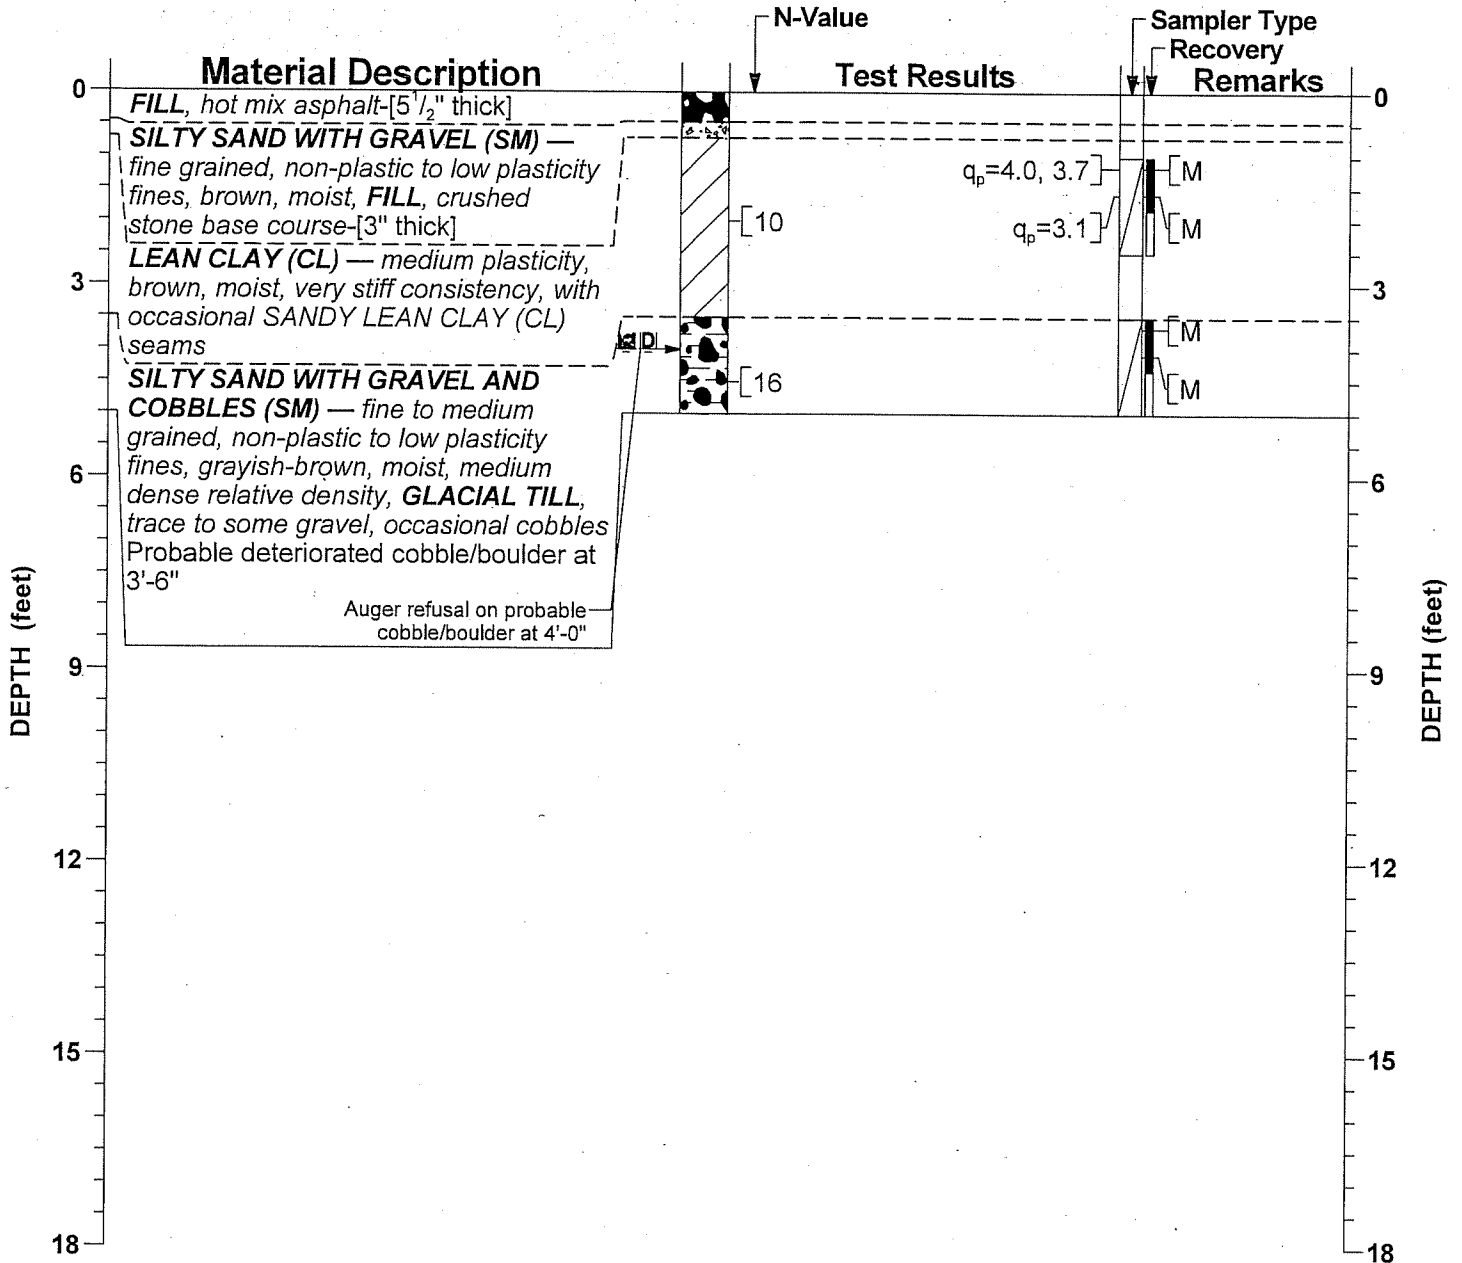 N-Value
Sampler Type
Recovery
Material Description
Test Results
Remarks
0
0
FILL, hot mix asphalt-[5 1/2" thick]
SILTY SAND WITH GRAVEL (SM) —
fine grained, non-plastic to low plasticity
fines, brown, moist, FILL, crushed
stone base course-[3" thick]
qp=4.0, 3.7
[M
[10
qp=3.1
[M
LEAN CLAY (CL) — medium plasticity,
brown, moist, very stiff consistency, with
occasional SANDY LEAN CLAY (CL)
seams
3
3
[M
[16
[M
SILTY SAND WITH GRAVEL AND
COBBLES (SM) — fine to medium
grained, non-plastic to low plasticity
fines, grayish-brown, moist, medium
dense relative density, GLACIAL TILL,
trace to some gravel, occasional cobbles
Probable deteriorated cobble/boulder at
3'-6"
Auger refusal on probable
cobble/boulder at 4'-0"
6
6
DEPTH (feet)
DEPTH (feet)
9
9
12
12
15
15
18
18